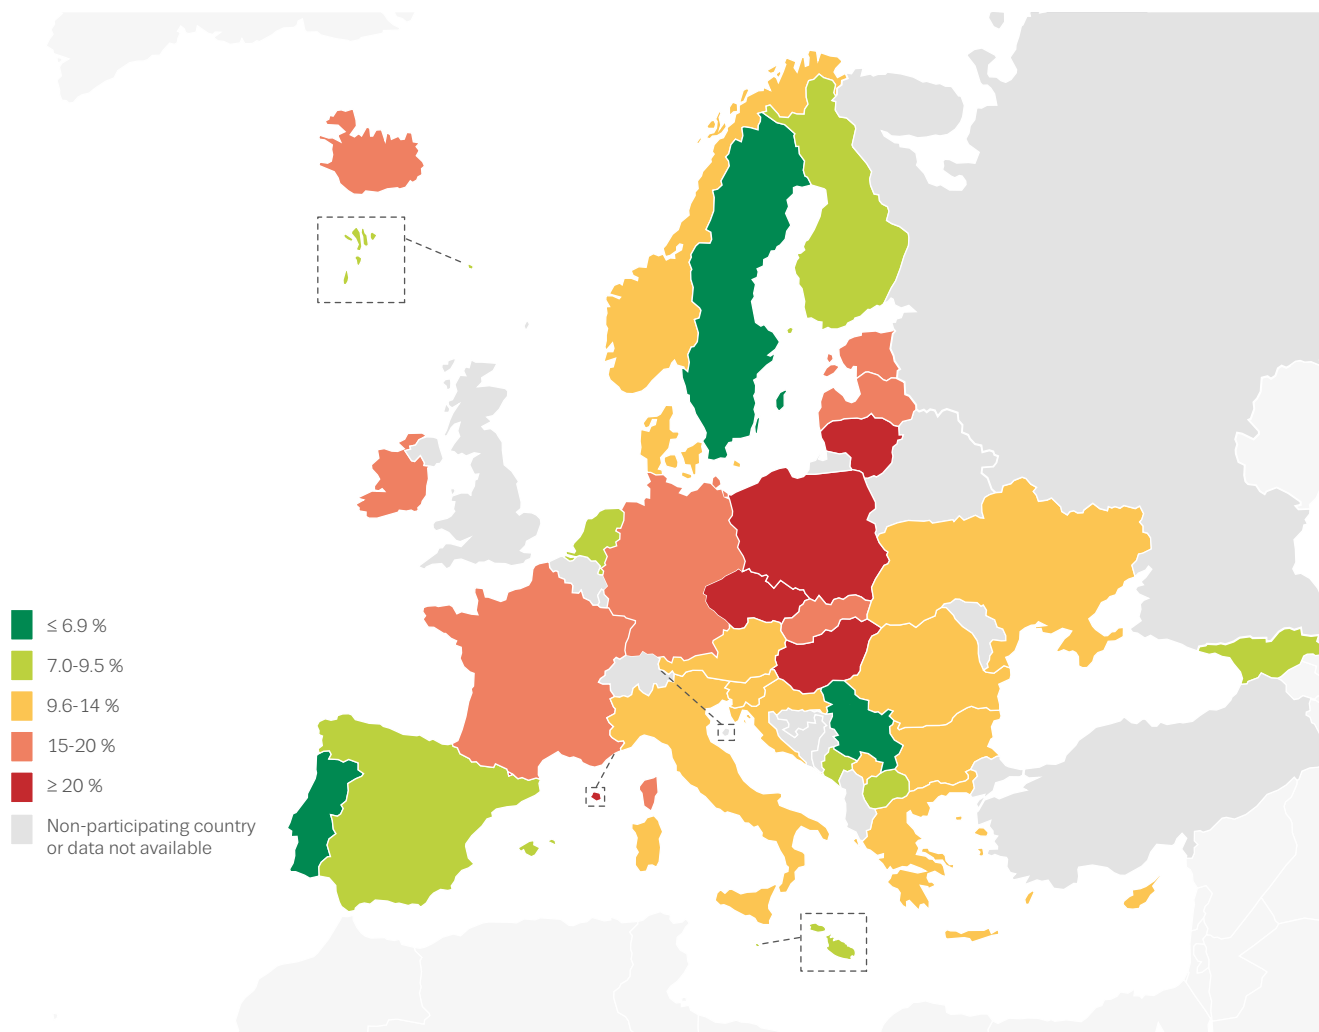 ≤ 6.9 %
7.0-9.5 %
9.6-14 %
15-20 %
≥ 20 %
Non-participating country
or data not available